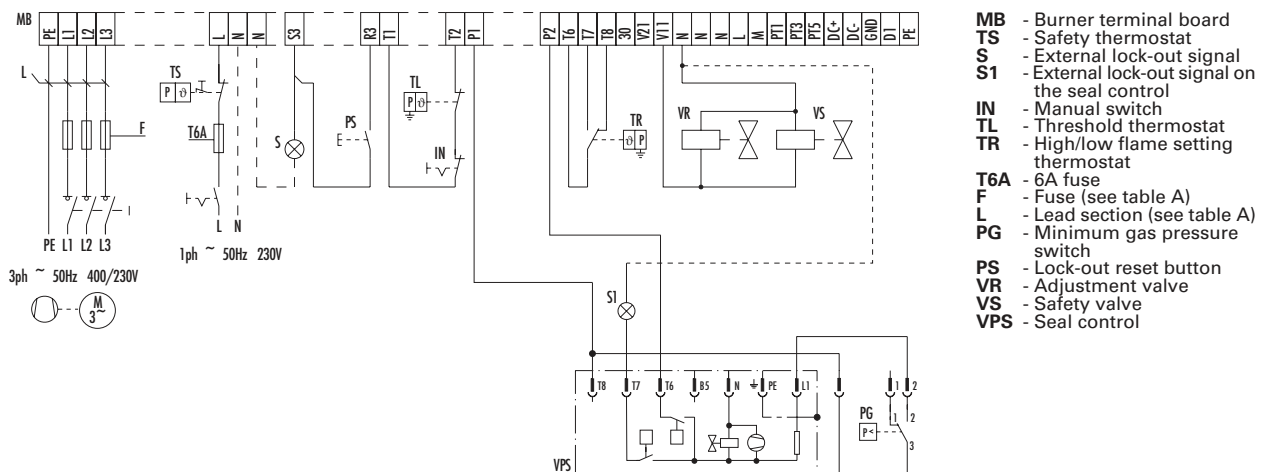 MB PE L1 L2 L3 L N N S3 R3 T1 T2 P1 P2 T6 T7 T8 30 V21 V11 N N N L M PT1 PT3 PT5 DC+ DC- GND D1 PE
L
TS
P ϑ
TL
P ϑ
PS
TR
ϑ P
VR
VS
F
T6A
S
IN
L N
PE L1 L2 L3
1ph ~ 50Hz 230V
3ph ~ 50Hz 400/230V
M
3~
S1
T8 T7 T6 B5 N PE L1 1 2
PG
P<
1 2
3
VPS
MB - Burner terminal board
TS - Safety thermostat
S - External lock-out signal
S1 - External lock-out signal on
the seal control
IN - Manual switch
TL - Threshold thermostat
TR - High/low flame setting
thermostat
T6A - 6A fuse
F - Fuse (see table A)
L - Lead section (see table A)
PG - Minimum gas pressure
switch
PS - Lock-out reset button
VR - Adjustment valve
VS - Safety valve
VPS - Seal control